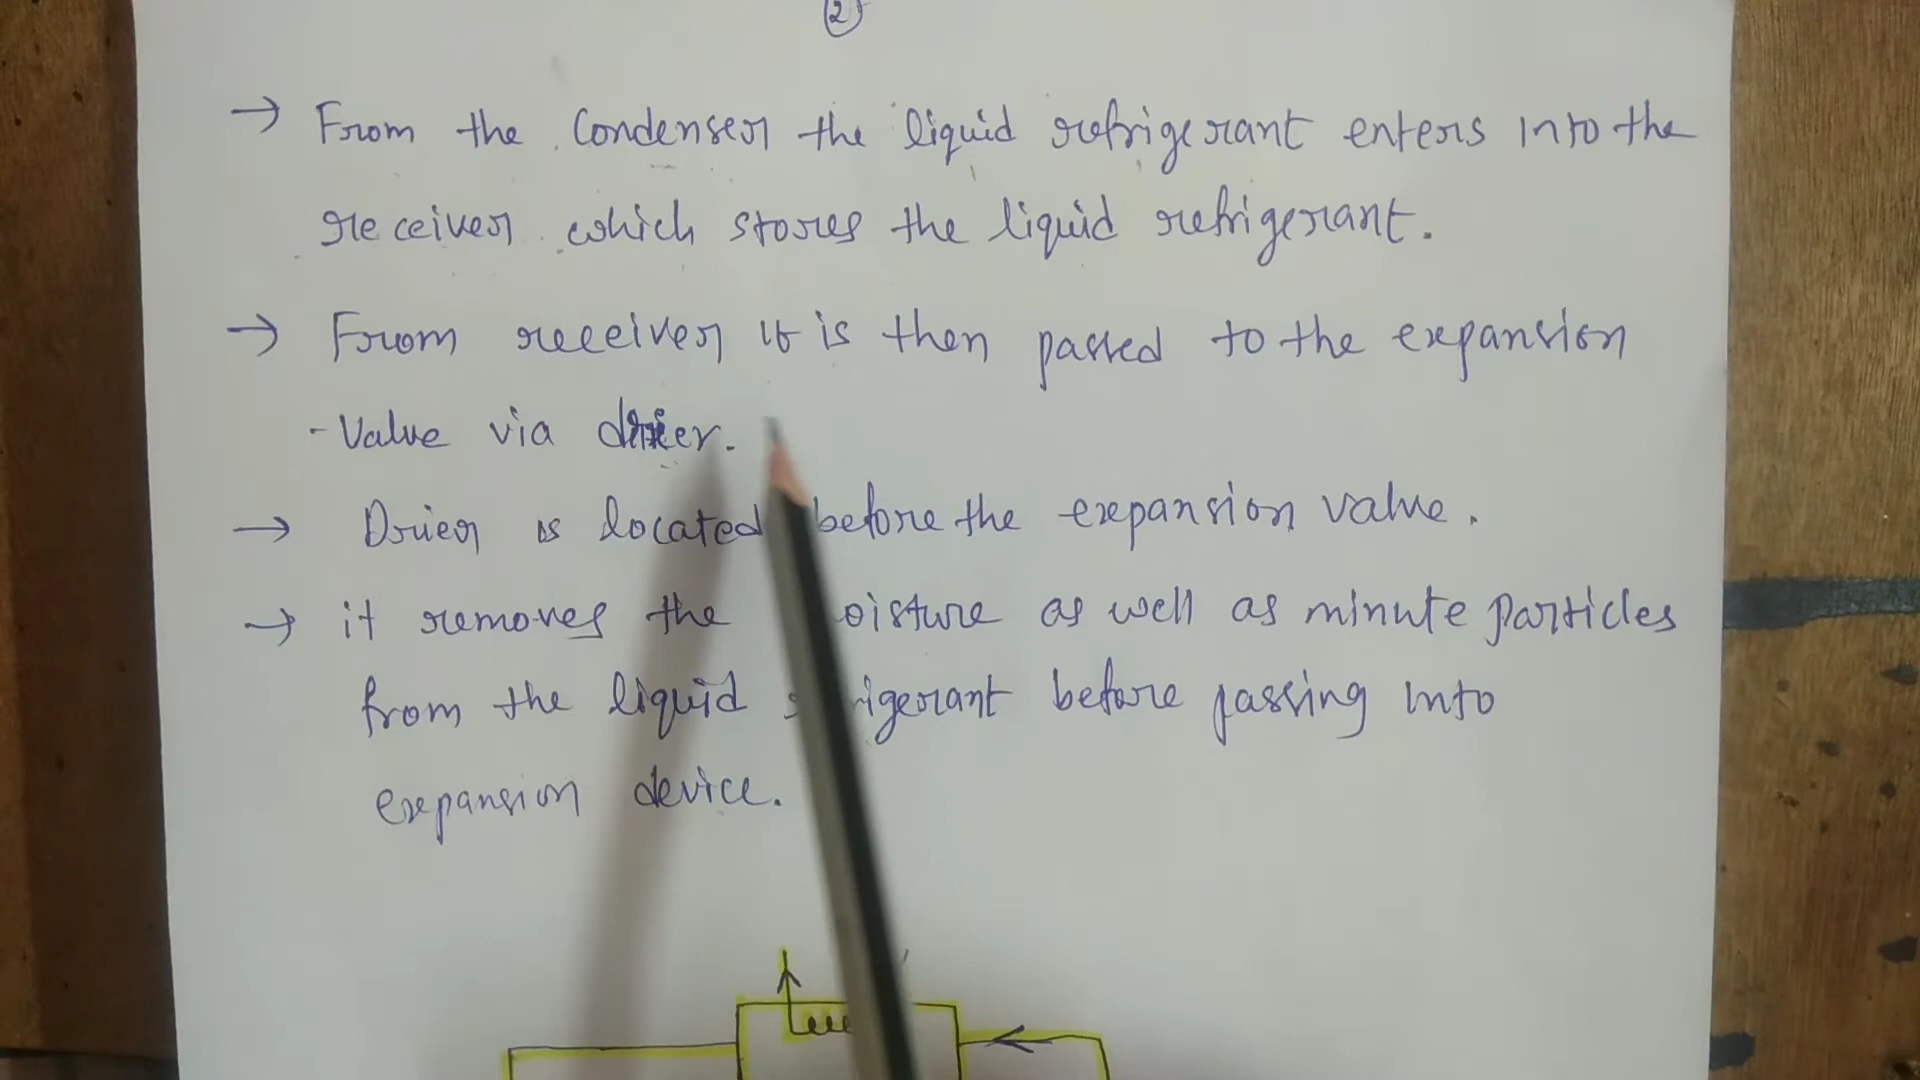 2
→ From the condenser the liquid refrigerant enters into the
receiver which stores the liquid refrigerant.
→ From receiver it is then passed to the expansion
- Valve via drier.
→ Drier is located before the expansion valve.
→ it removes the oisture as well as minute particles
from the liquid rigerant before passing into
expansion device.